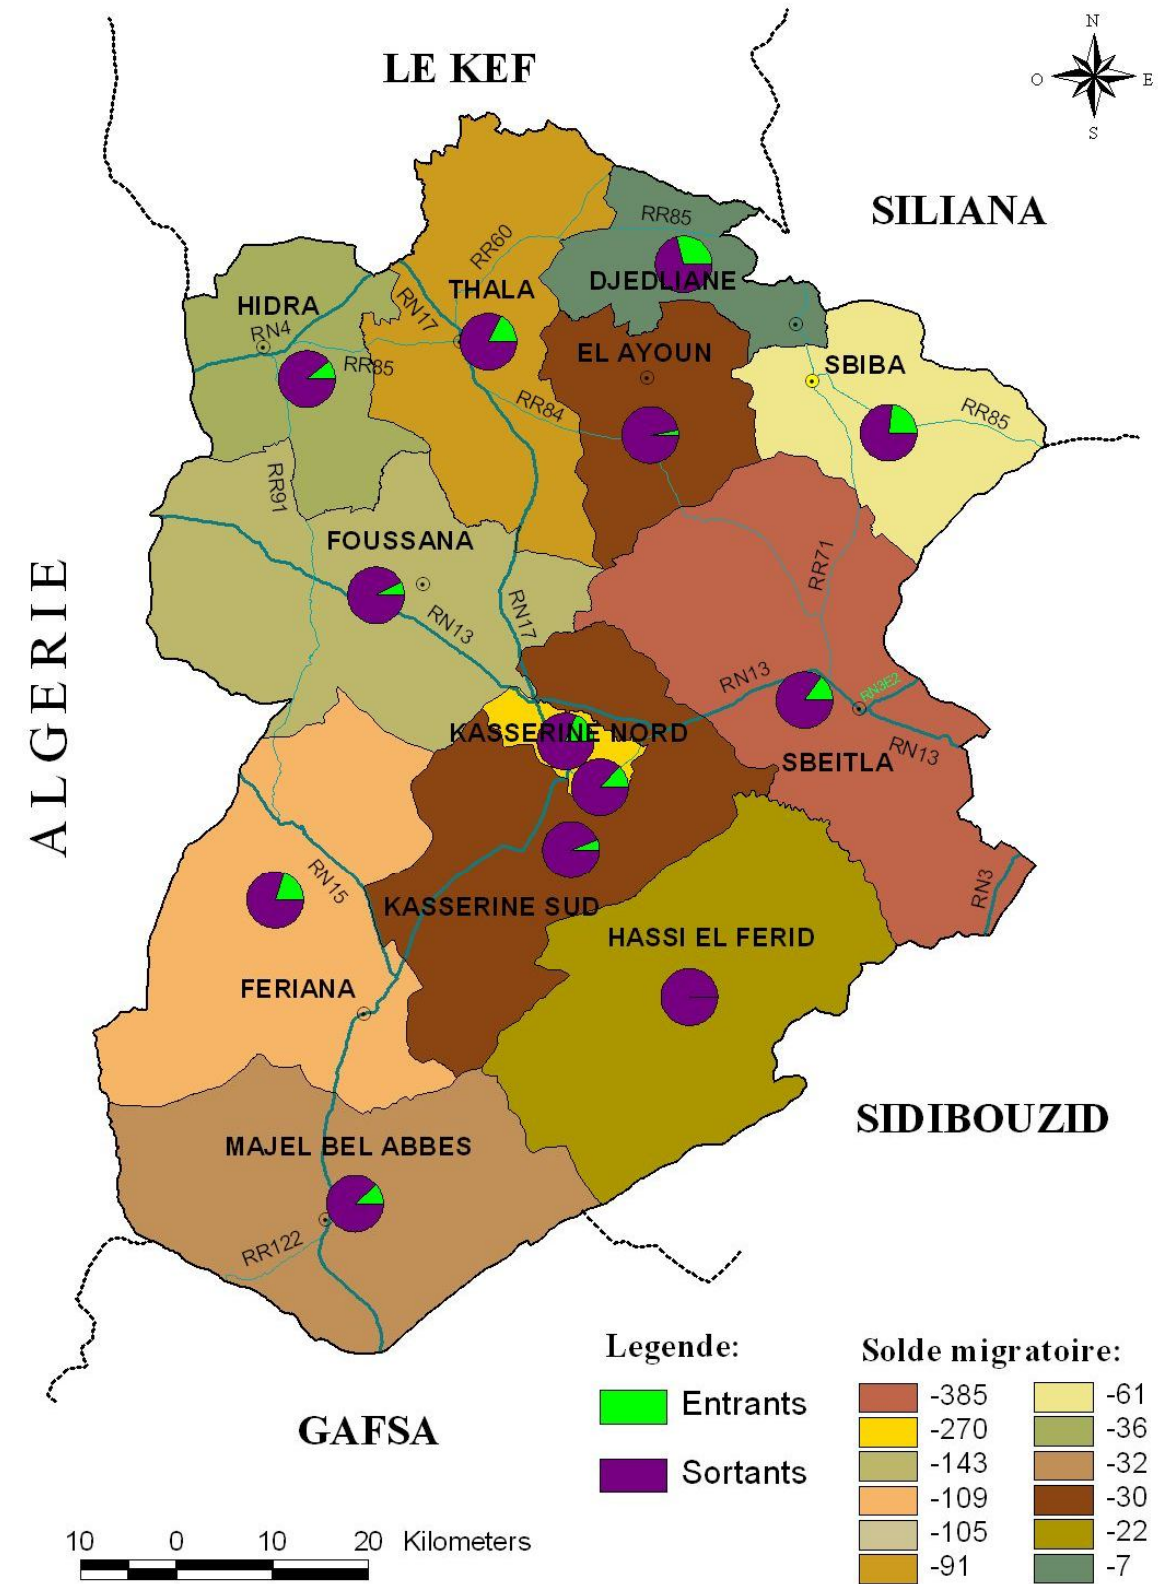 N
LE KEF
O
E
S
SILIANA
RR85
RR60
DJEDLIANE
THALA
HIDRA
RN17
RN4
EL AYOUN
SBIBA
RR85
RR84
RR85
RR91
FOUSSANA
RR71
ALGERIE
RN17
RN13
RN13
RN3E2
KASSERINE NORD
RN13
SBEITLA
RN15
RN3
KASSERINE SUD
HASSI EL FERID
FERIANA
SIDIBOUZID
MAJEL BEL ABBES
RR122
Legende:
Entrants
Sortants
Solde migratoire:
-385
-270
-143
-109
-105
-91
-61
-36
-32
-30
-22
-7
GAFSA
10 0 10 20 Kilometers